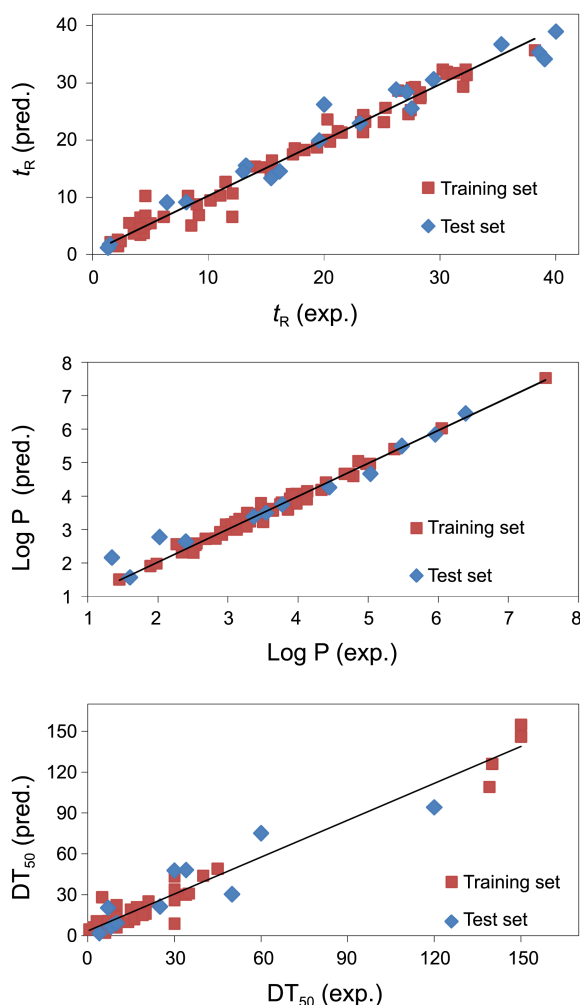 40
30
20
10
0
t_R (pred.)
Training set
Test set
0 10 20 30 40
t_R (exp.)
8
7
6
5
4
3
2
1
Log P (pred.)
Training set
Test set
1 2 3 4 5 6 7 8
Log P (exp.)
150
120
90
60
30
0
DT_50 (pred.)
Training set
Test set
0 30 60 90 120 150
DT_50 (exp.)